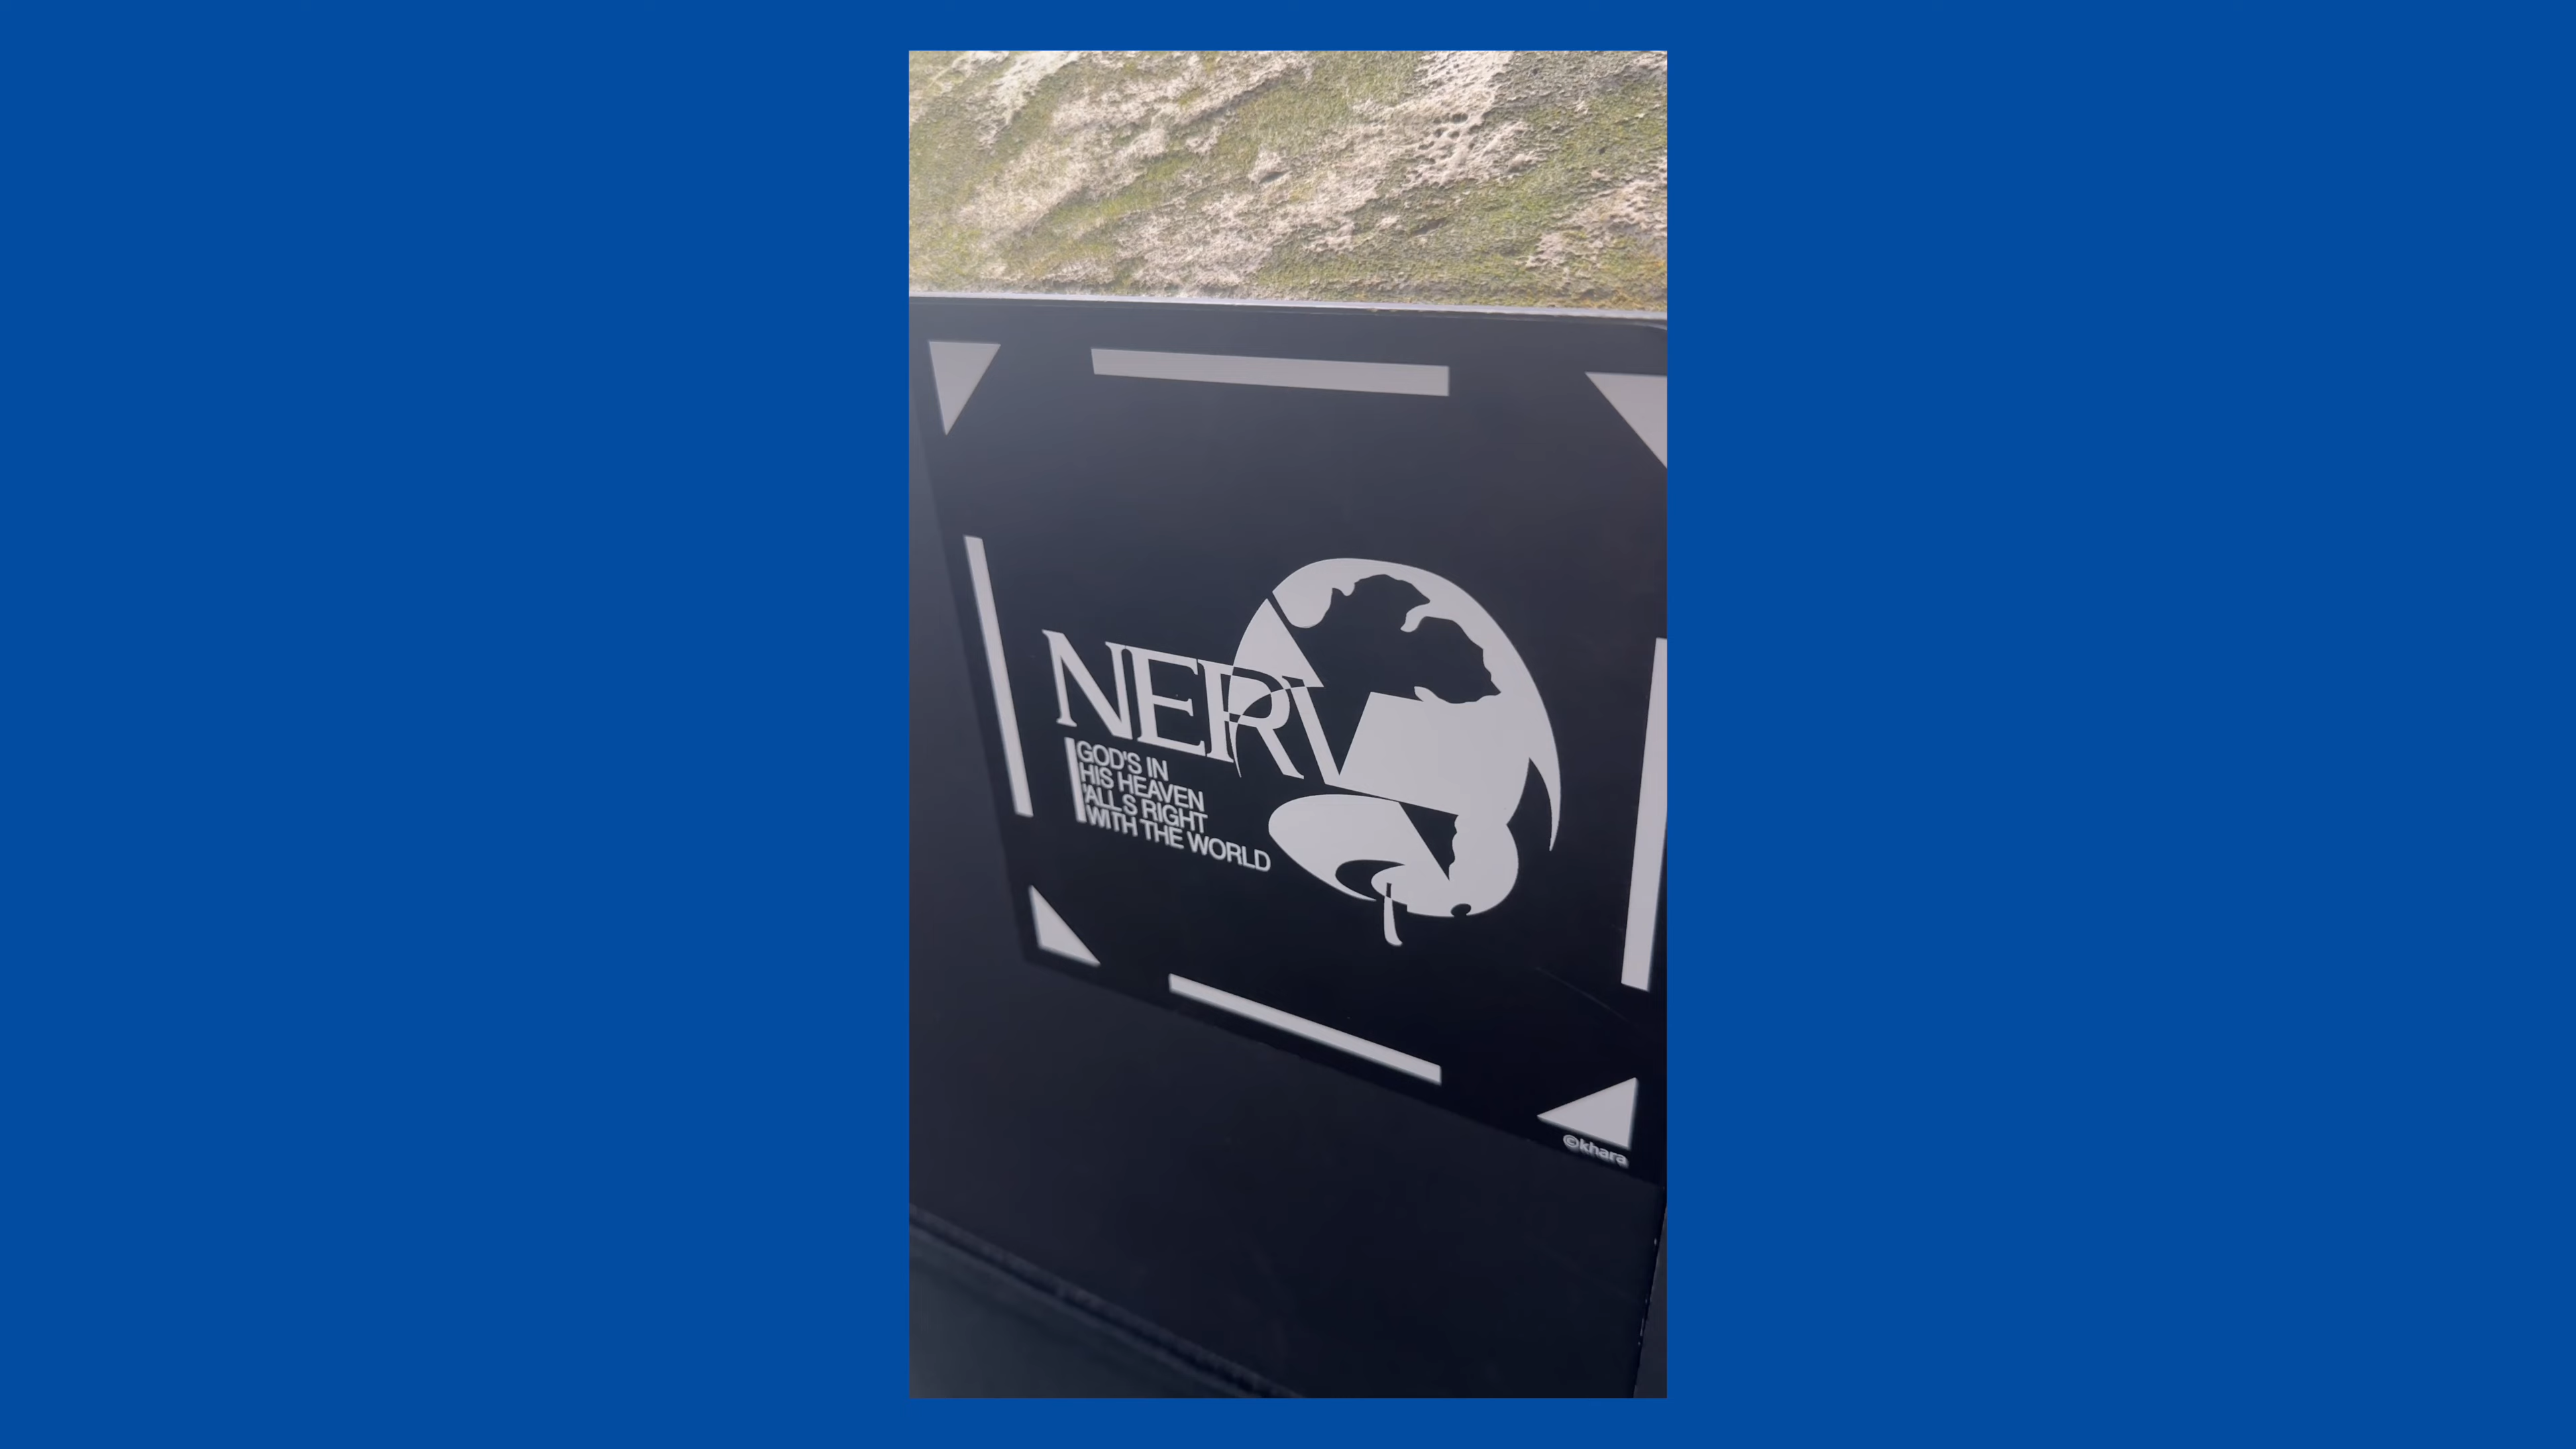 NERV
GOD'S IN
HIS HEAVEN
'ALL S RIGHT
WITH THE WORLD
©khara